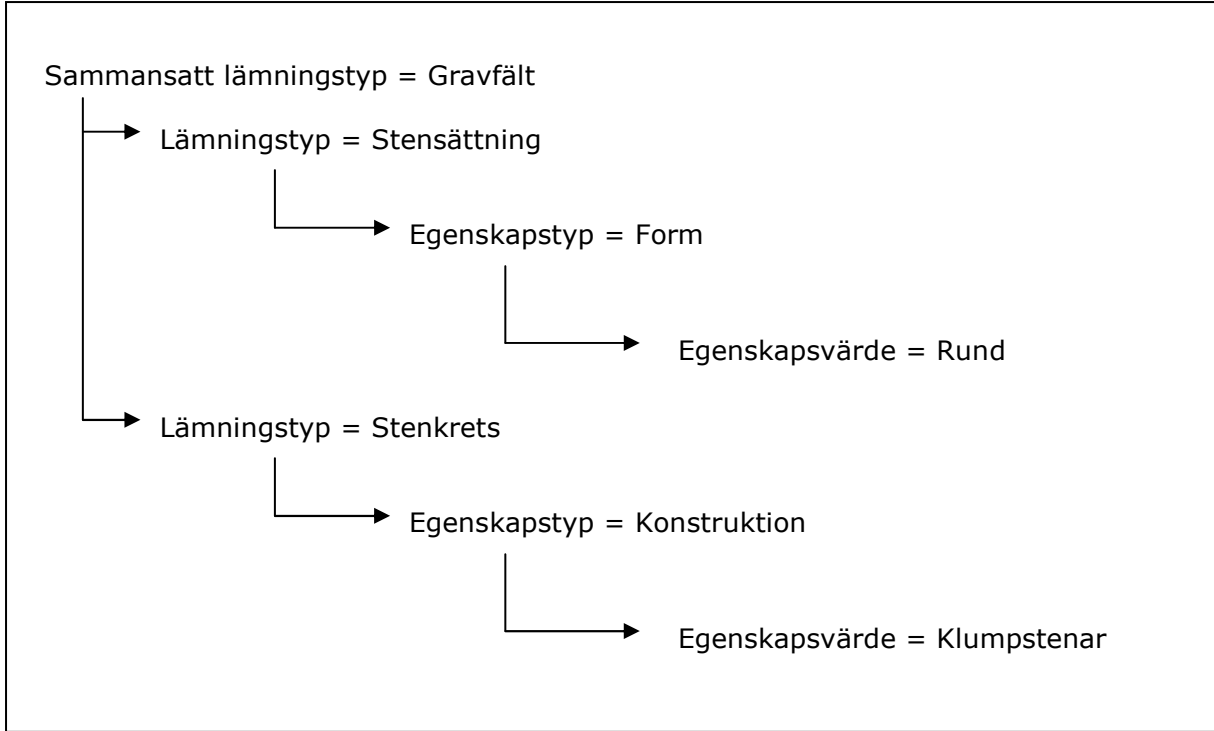 Sammansatt lämningstyp = Gravfält
Lämningstyp = Stensättning
Egenskapstyp = Form
Egenskapsvärde = Rund
Lämningstyp = Stenkrets
Egenskapstyp = Konstruktion
Egenskapsvärde = Klumpstenar